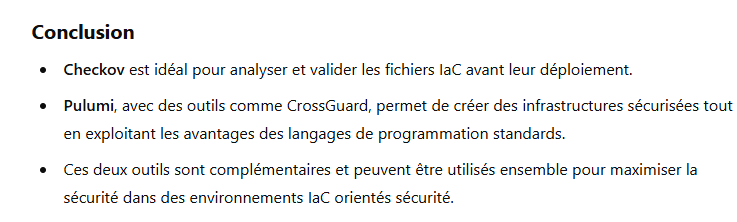 Conclusion
• Checkov est idéal pour analyser et valider les fichiers IaC avant leur déploiement.
• Pulumi, avec des outils comme CrossGuard, permet de créer des infrastructures sécurisées tout
en exploitant les avantages des langages de programmation standards.
• Ces deux outils sont complémentaires et peuvent être utilisés ensemble pour maximiser la
sécurité dans des environnements IaC orientés sécurité.